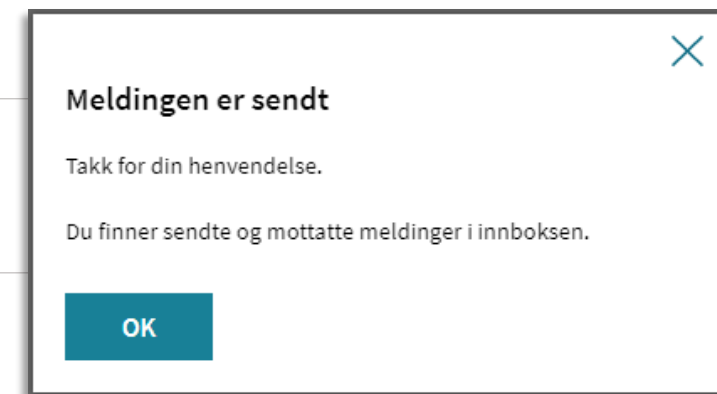 Meldingen er sendt
Takk for din henvendelse.
Du finner sendte og mottatte meldinger i innboksen.
OK